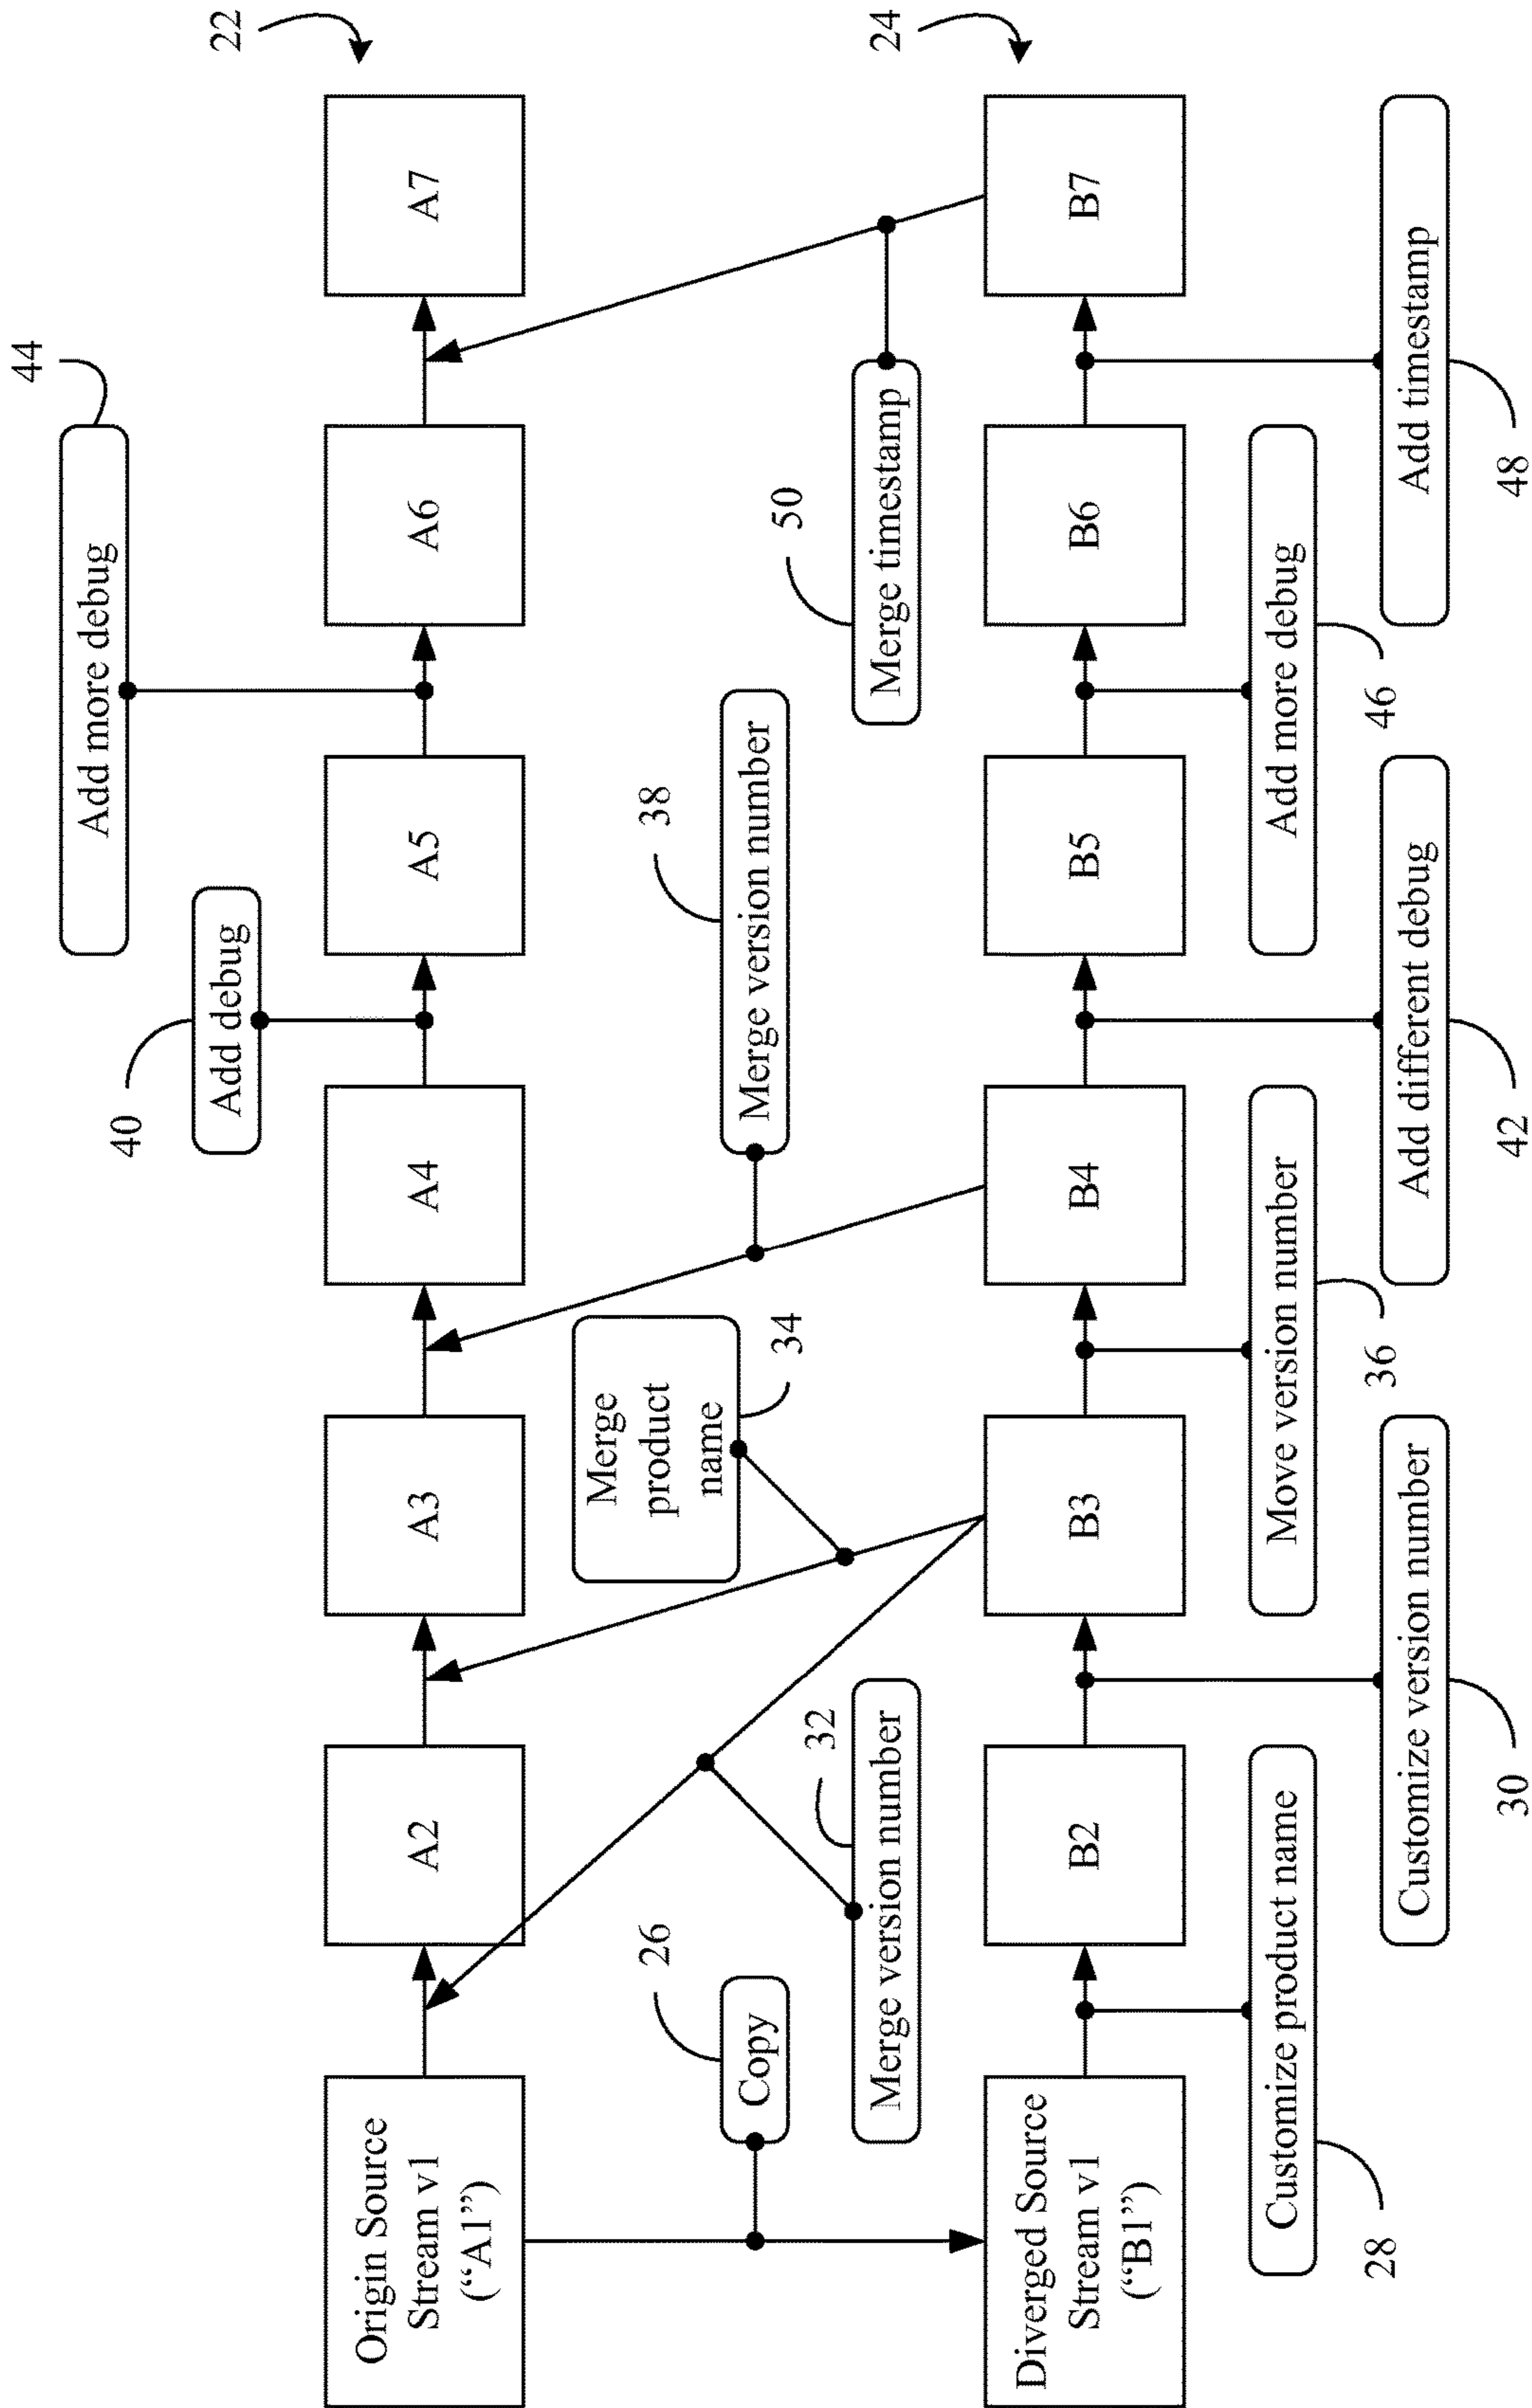 44
22
Add more debug
40
Add debug
Origin Source
Stream v1
(“A1”)
A2
A3
A4
A5
A6
A7
38
Merge version number
34
Merge
product
name
26
Copy
32
Merge version number
50
Merge timestamp
24
Diverged Source
Stream v1
(“B1”)
B2
B3
B4
B5
B6
B7
Customize product name
28
Move version number
36
Add more debug
46
Customize version number
30
Add different debug
42
Add timestamp
48